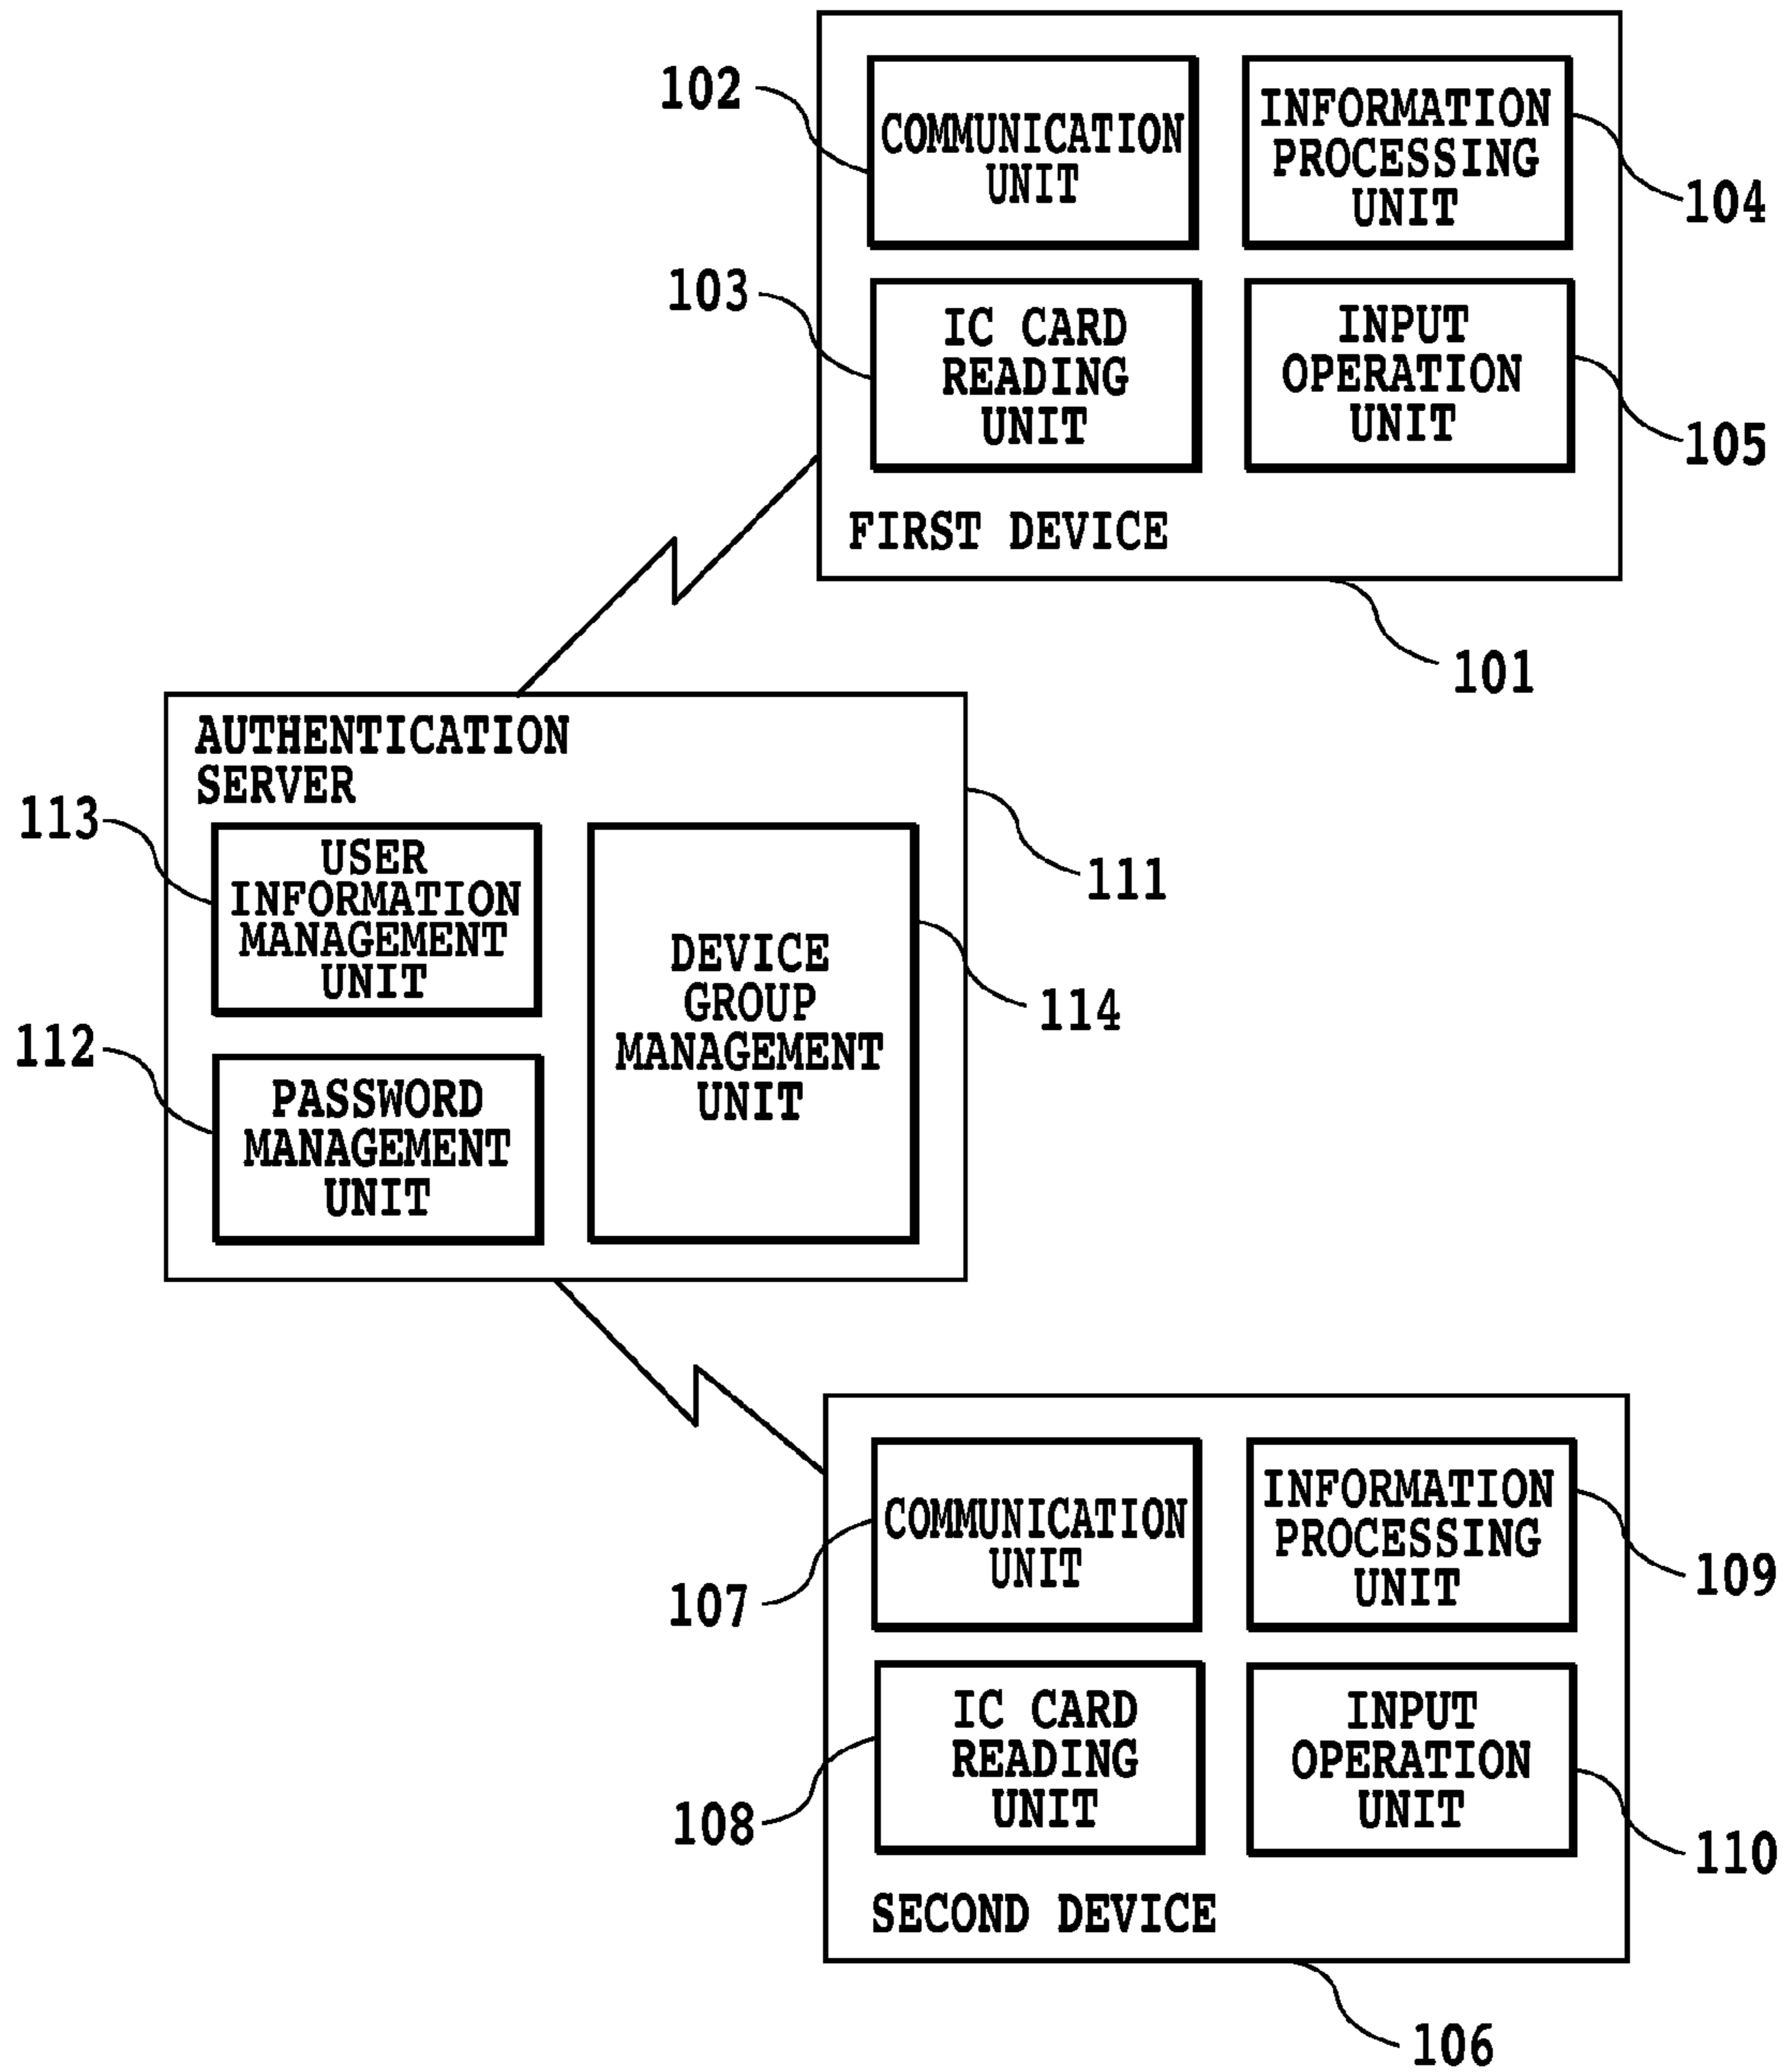 102
COMMUNICATION
UNIT
INFORMATION
PROCESSING
UNIT
104
103
IC CARD
READING
UNIT
INPUT
OPERATION
UNIT
105
FIRST DEVICE
101
AUTHENTICATION
SERVER
113
USER
INFORMATION
MANAGEMENT
UNIT
111
DEVICE
GROUP
MANAGEMENT
UNIT
114
112
PASSWORD
MANAGEMENT
UNIT
COMMUNICATION
UNIT
107
INFORMATION
PROCESSING
UNIT
109
IC CARD
READING
UNIT
108
INPUT
OPERATION
UNIT
110
SECOND DEVICE
106